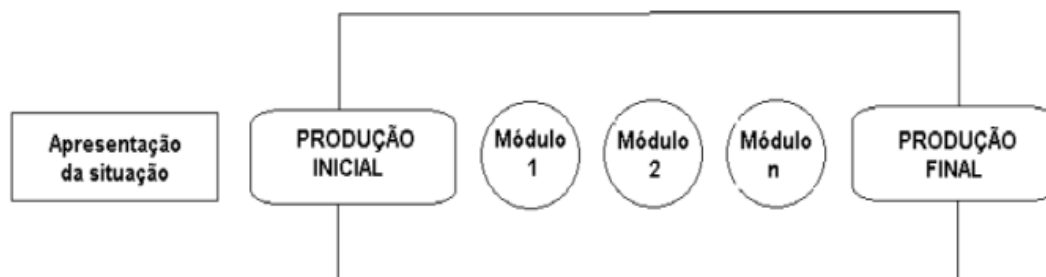 Apresentação
da situação
PRODUÇÃO
INICIAL
Módulo
1
Módulo
2
Módulo
n
PRODUÇÃO
FINAL